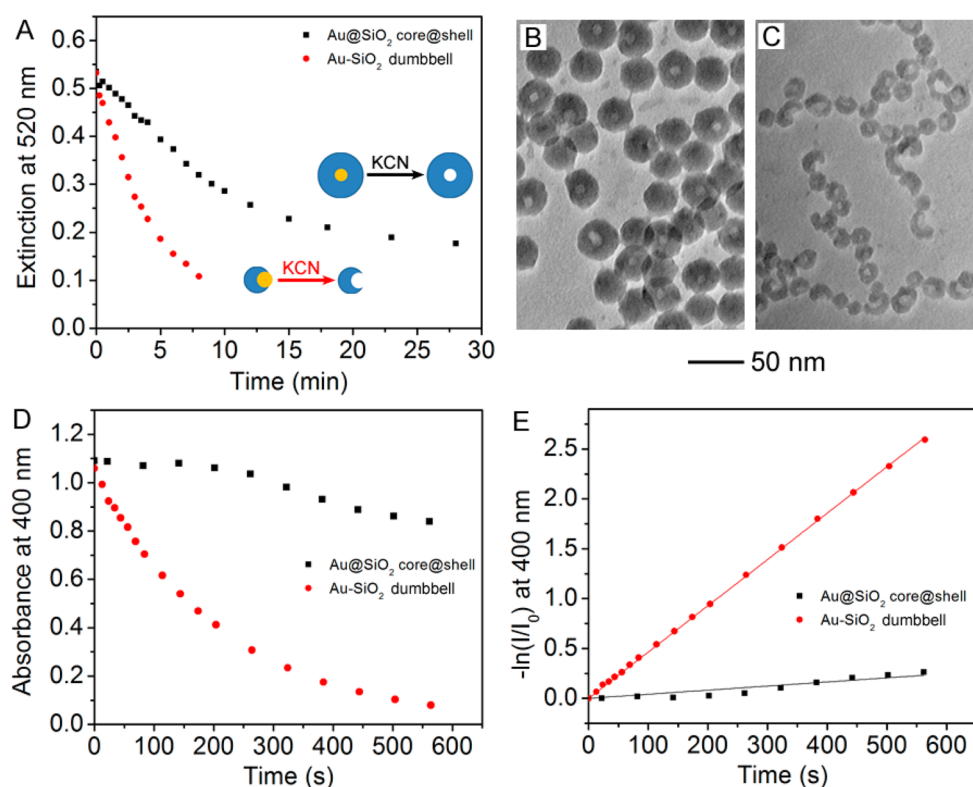 A
Au@SiO₂ core@shell
Au-SiO₂ dumbbell
KCN
KCN
Extinction at 520 nm
0.6
0.5
0.4
0.3
0.2
0.1
0.0
0 5 10 15 20 25 30
Time (min)
B
C
50 nm
D
Absorbance at 400 nm
1.2
1.0
0.8
0.6
0.4
0.2
0.0
Au@SiO₂ core@shell
Au-SiO₂ dumbbell
0 100 200 300 400 500 600
Time (s)
E
-ln(I/I₀) at 400 nm
2.5
2.0
1.5
1.0
0.5
0.0
Au@SiO₂ core@shell
Au-SiO₂ dumbbell
0 100 200 300 400 500 600
Time (s)